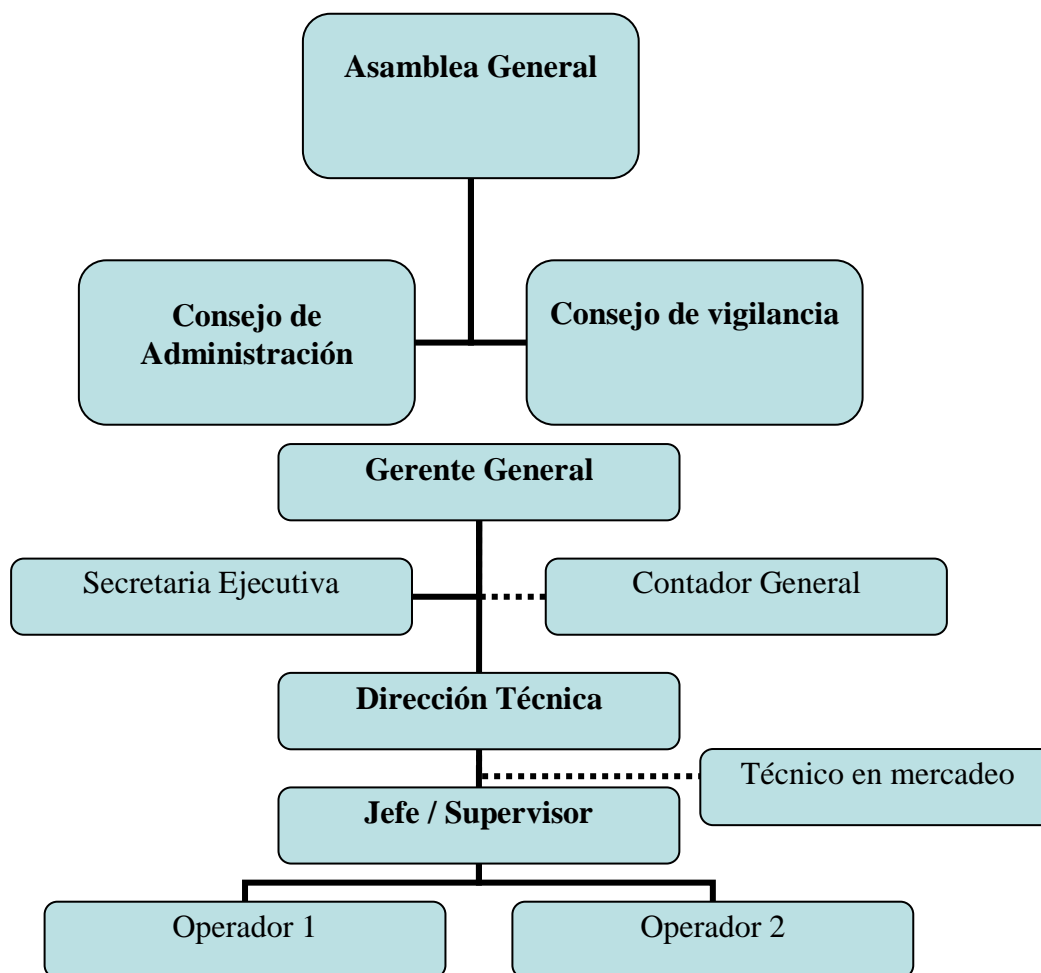 Asamblea General
Consejo de
Administración
Consejo de vigilancia
Gerente General
Secretaria Ejecutiva
Contador General
Dirección Técnica
Técnico en mercadeo
Jefe / Supervisor
Operador 1
Operador 2